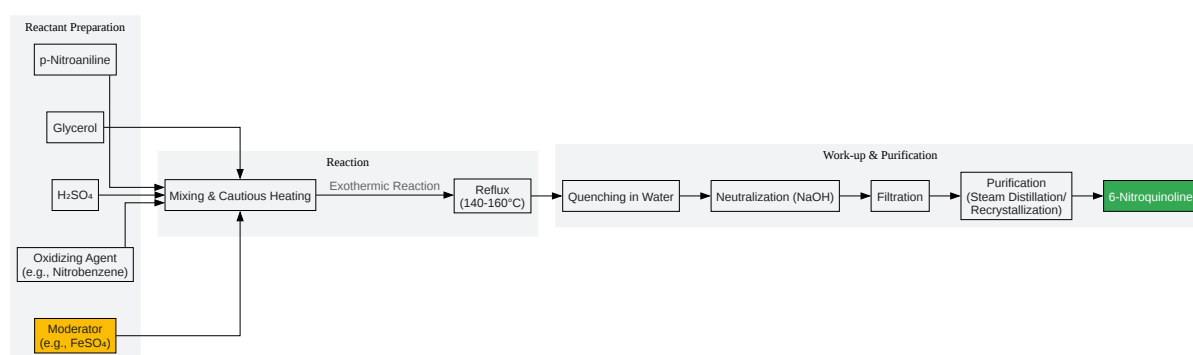 Reactant Preparation
p-Nitroaniline
Glycerol
H₂SO₄
Oxidizing Agent
(e.g., Nitrobenzene)
Moderator
(e.g., FeSO₄)
Reaction
Mixing & Cautious Heating
Exothermic Reaction
Reflux
(140-160°C)
Work-up & Purification
Quenching in Water
Neutralization (NaOH)
Filtration
Purification
(Steam Distillation/
Recrystallization)
6-Nitroquinoline